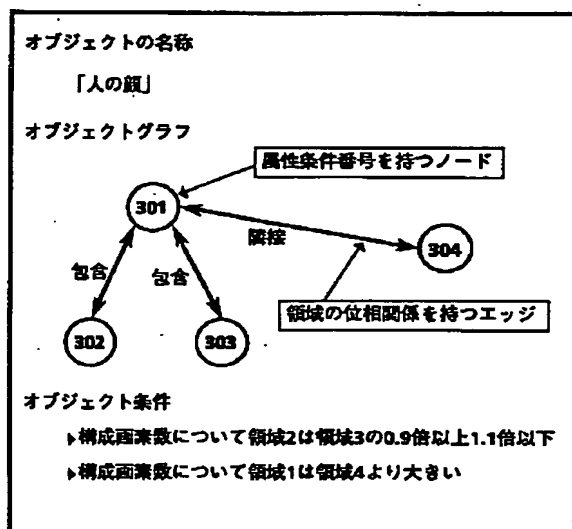 オブジェクトの名称
「人の顔」
オブジェクトグラフ
属性条件番号を持つノード
301
隣接
304
包含
包含
領域の位相関係を持つエッジ
302
303
オブジェクト条件
▶構成画素数について領域2は領域3の0.9倍以上1.1倍以下
▶構成画素数について領域1は領域4より大きい